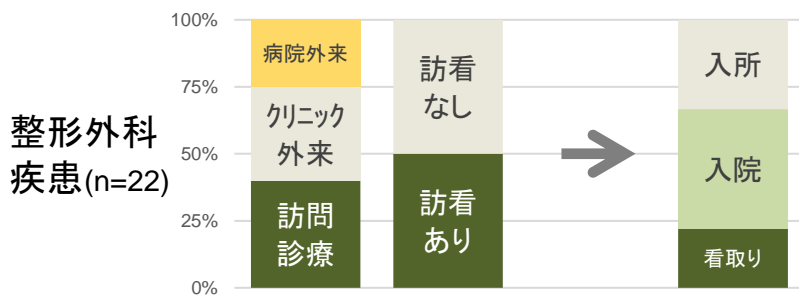 100%
75%
50%
25%
0%
整形外科
疾患(n=22)
病院外来
ｸﾘﾆｯｸ
外来
訪問
診療
訪看
なし
訪看
あり
入所
入院
看取り